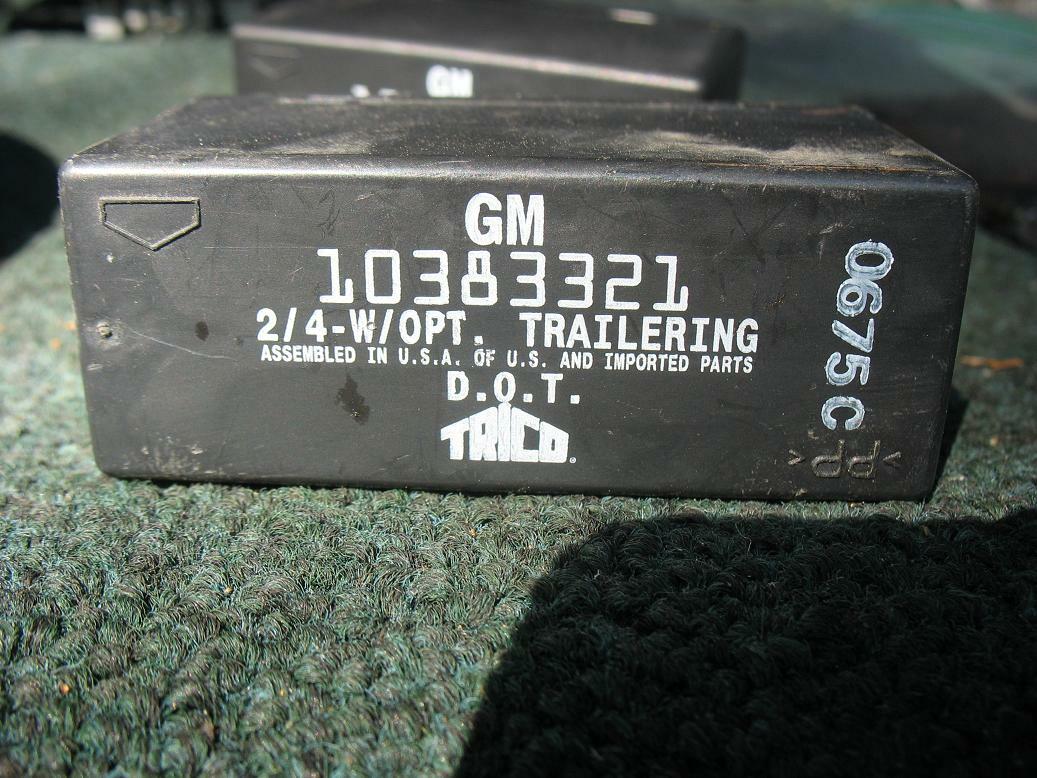 GM
GM
10383321
2/4-W/OPT. TRAILERING
ASSEMBLED IN U.S.A. OF U.S. AND IMPORTED PARTS
D.O.T.
TRICO
0675C
>PP<